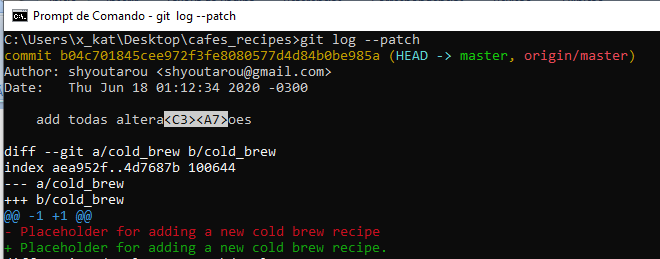 Prompt de Comando - git log --patch
C:\Users\x_kat\Desktop\cafes_recipes>git log --patch
commit b04c701845cee972f3fe8080577d4d84b0be985a (HEAD -> master, origin/master)
Author: shyoutarou <shyoutarou@gmail.com>
Date:   Thu Jun 18 01:12:34 2020 -0300
add todas altera<C3><A7>oes
diff --git a/cold_brew b/cold_brew
index aea952f..4d7687b 100644
--- a/cold_brew
+++ b/cold_brew
@@ -1 +1 @@
- Placeholder for adding a new cold brew recipe
+ Placeholder for adding a new cold brew recipe.